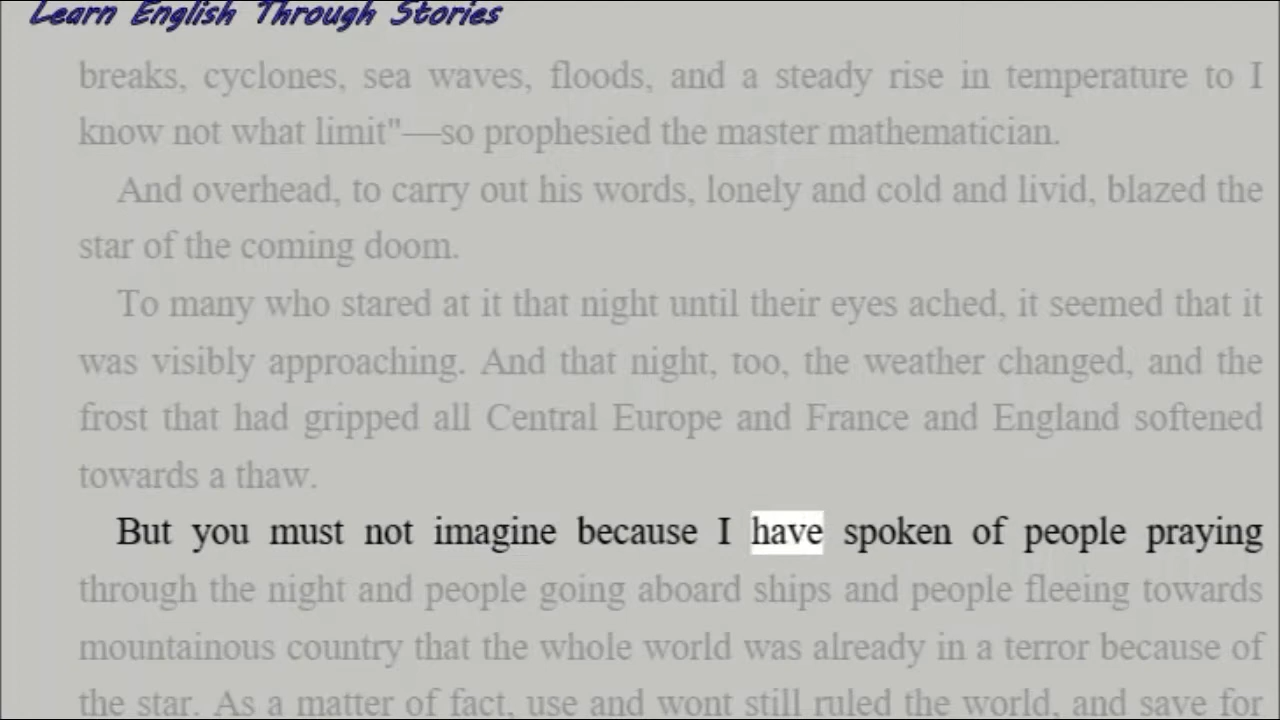 Learn English Through Stories
breaks, cyclones, sea waves, floods, and a steady rise in temperature to I
know not what limit"—so prophesied the master mathematician.
And overhead, to carry out his words, lonely and cold and livid, blazed the
star of the coming doom.
To many who stared at it that night until their eyes ached, it seemed that it
was visibly approaching. And that night, too, the weather changed, and the
frost that had gripped all Central Europe and France and England softened
towards a thaw.
But you must not imagine because I have spoken of people praying
through the night and people going aboard ships and people fleeing towards
mountainous country that the whole world was already in a terror because of
the star. As a matter of fact, use and wont still ruled the world, and save for